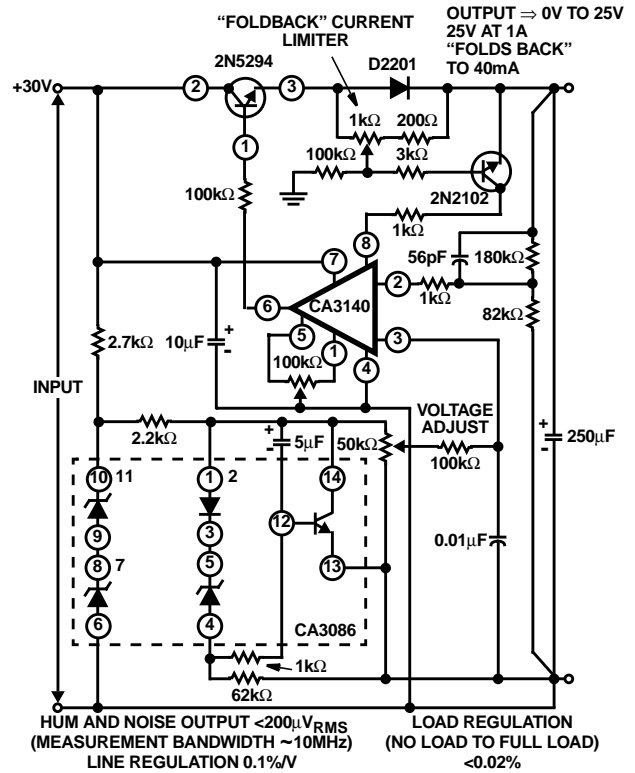 “FOLDBACK” CURRENT
LIMITER
OUTPUT ⇒ 0V TO 25V
25V AT 1A
“FOLDS BACK”
TO 40mA
2N5294
D2201
+30V
2
3
1kΩ
200Ω
1
100kΩ
3kΩ
100kΩ
2N2102
1kΩ
8
7
56pF
180kΩ
2
6
CA3140
1kΩ
82kΩ
5
3
2.7kΩ
10μF
+
-
100kΩ
1
4
INPUT
VOLTAGE
ADJUST
2.2kΩ
+
-
5μF
50kΩ
100kΩ
+
-
250μF
10
11
1
2
14
9
3
12
0.01μF
8
7
5
13
6
4
CA3086
1kΩ
62kΩ
HUM AND NOISE OUTPUT <200μVRMS
(MEASUREMENT BANDWIDTH ~10MHz)
LINE REGULATION 0.1%/V
LOAD REGULATION
(NO LOAD TO FULL LOAD)
<0.02%